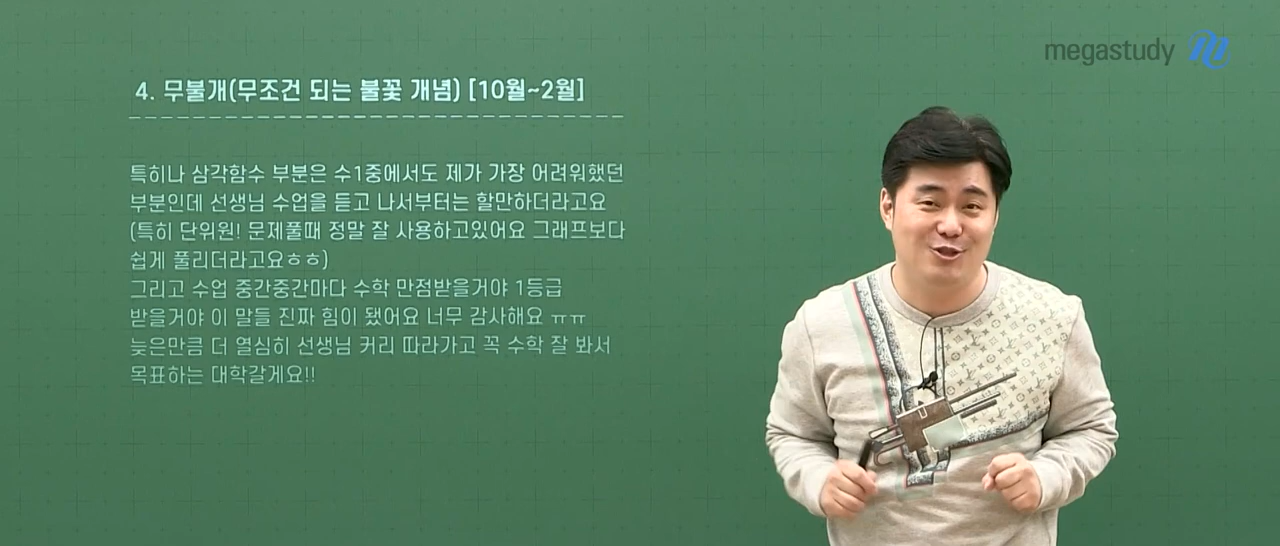 megastudy
4. 무불개(무조건 되는 불꽃 개념) [10월~2월]
특히나 삼각함수 부분은 수1중에서도 제가 가장 어려워했던
부분인데 선생님 수업을 듣고 나서부터는 할만하더라고요
(특히 단위원! 문제풀때 정말 잘 사용하고있어요 그래프보다
쉽게 풀리더라고요ㅎㅎ)
그리고 수업 중간중간마다 수학 만점받을거야 1등급
받을거야 이 말들 진짜 힘이 됐어요 너무 감사해요 ㅠㅠ
늦은만큼 더 열심히 선생님 커리 따라가고 꼭 수학 잘 봐서
목표하는 대학갈게요!!